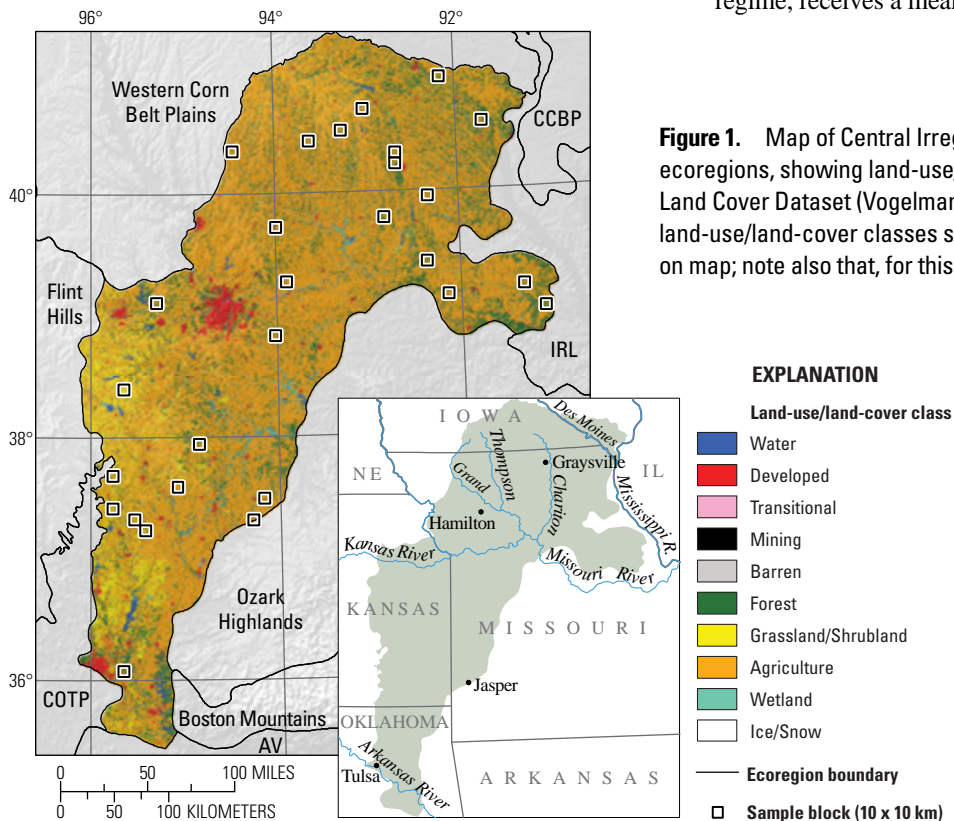 regime, receives a mea
96°
94°
92°
Western Corn
Belt Plains
CCBP
40°
Flint
Hills
IRL
38°
Ozark
Highlands
36°
COTP
Boston Mountains
AV
0 50 100 MILES
0 50 100 KILOMETERS
Figure 1. Map of Central Irreg
ecoregions, showing land-use/
Land Cover Dataset (Vogelman
land-use/land-cover classes s
on map; note also that, for this
IOWA
Des Moines
NE
Thompson
Grand
Graysville
IL
Chariton
Mississippi R.
Hamilton
Kansas River
Missouri River
KANSAS
MISSOURI
Jasper
OKLAHOMA
Arkansas River
Tulsa
ARKANSAS
EXPLANATION
Land-use/land-cover class
Water
Developed
Transitional
Mining
Barren
Forest
Grassland/Shrubland
Agriculture
Wetland
Ice/Snow
Ecoregion boundary
Sample block (10 x 10 km)